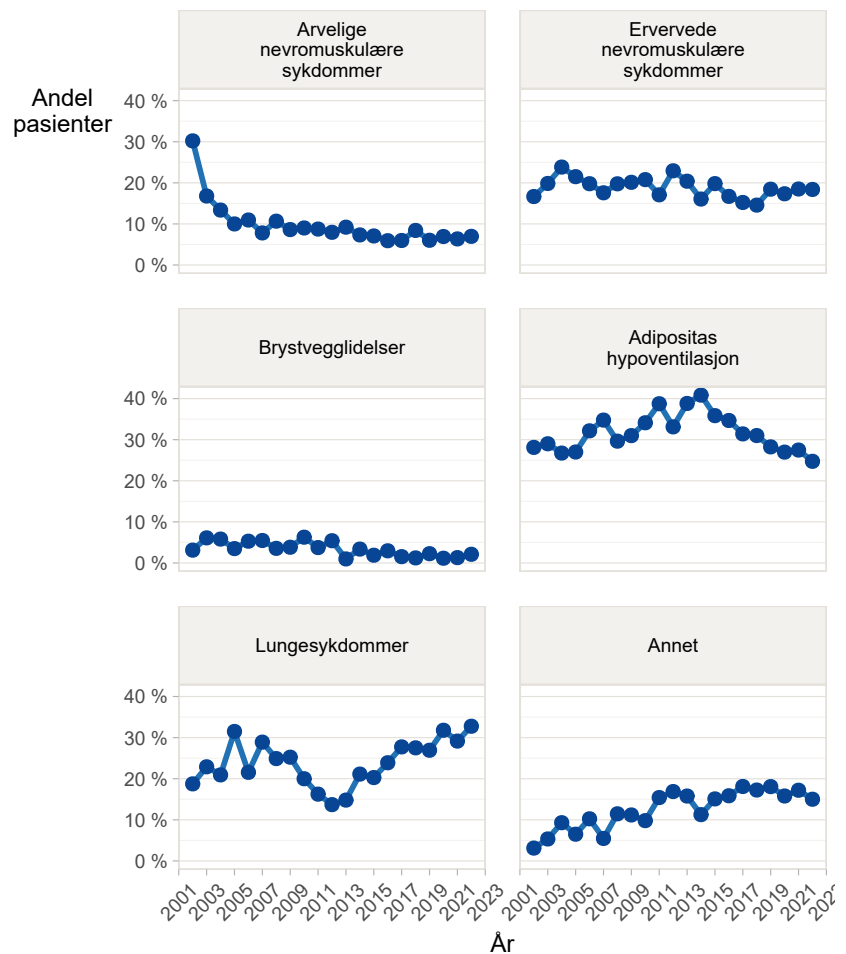 Arvelige
nevromuskulære
sykdommer
Ervervede
nevromuskulære
sykdommer
Andel
pasienter
40 %
30 %
20 %
10 %
0 %
Brystvegglidelser
Adipositas
hypoventilasjon
40 %
30 %
20 %
10 %
0 %
Lungesykdommer
Annet
40 %
30 %
20 %
10 %
0 %
2001 2003 2005 2007 2009 2011 2013 2015 2017 2019 2021 2023
2001 2003 2005 2007 2009 2011 2013 2015 2017 2019 2021
År